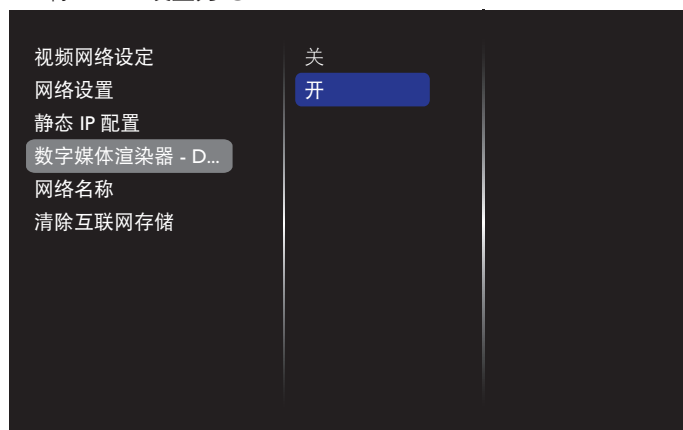 视频网络设定
网络设置
静态 IP 配置
数字媒体渲染器 - D...
网络名称
清除互联网存储
关
开